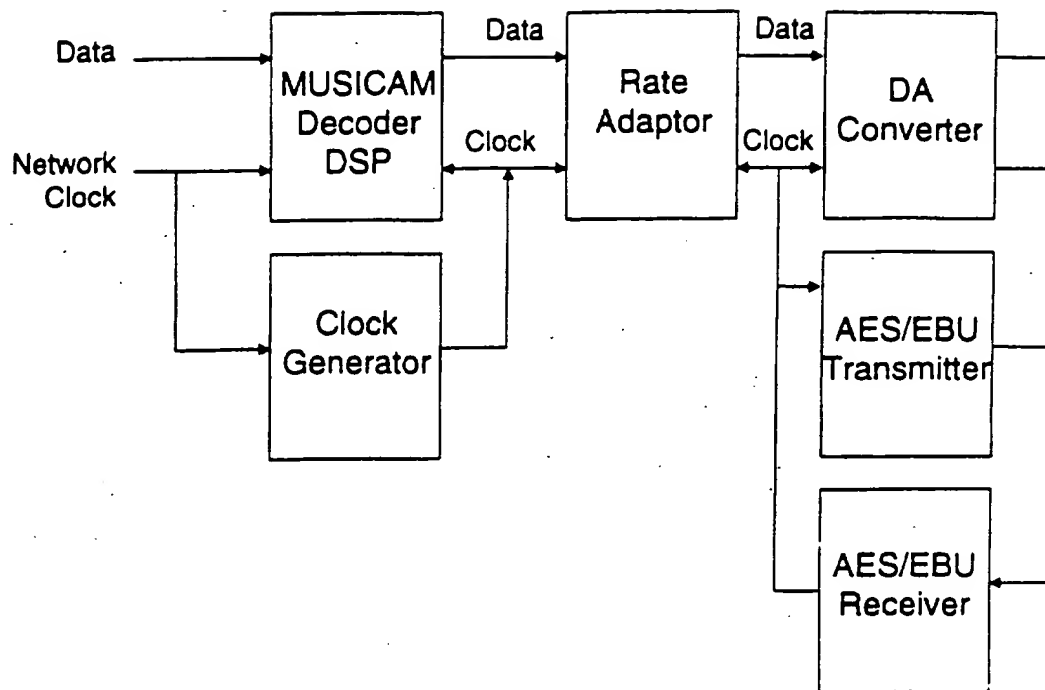 Data
Network
Clock
MUSICAM
Decoder
DSP
Clock
Generator
Data
Clock
Rate
Adaptor
Data
Clock
DA
Converter
AES/EBU
Transmitter
AES/EBU
Receiver